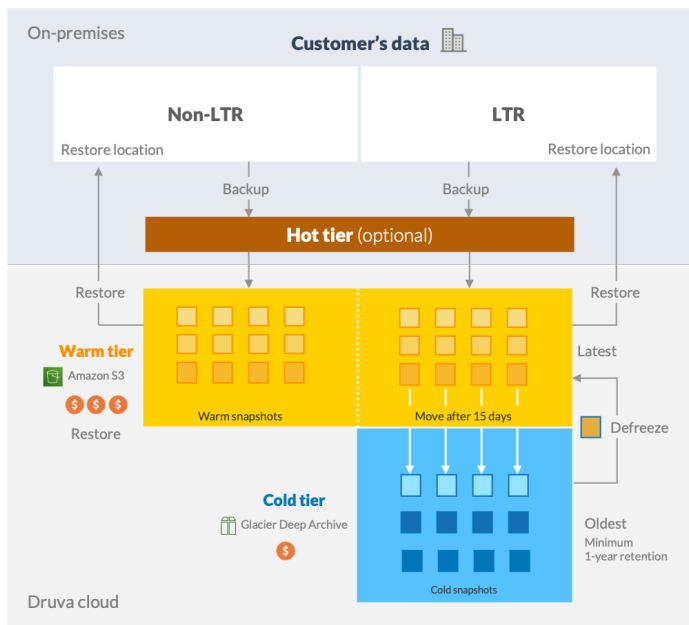 On-premises
Customer's data
Non-LTR
LTR
Restore location
Restore location
Backup
Backup
Hot tier (optional)
Restore
Restore
Warm tier
Amazon S3
$ $ $
Restore
Warm snapshots
Move after 15 days
Latest
Defreeze
Cold tier
Glacier Deep Archive
$
Oldest
Minimum
1-year retention
Cold snapshots
Druva cloud